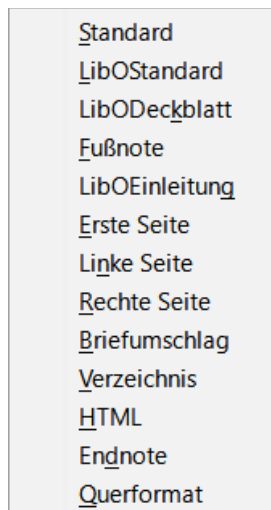 Standard
LibOStandard
LibODeckblatt
Fußnote
LibOEinleitung
Erste Seite
Linke Seite
Rechte Seite
Briefumschlag
Verzeichnis
HTML
Endnote
Querformat